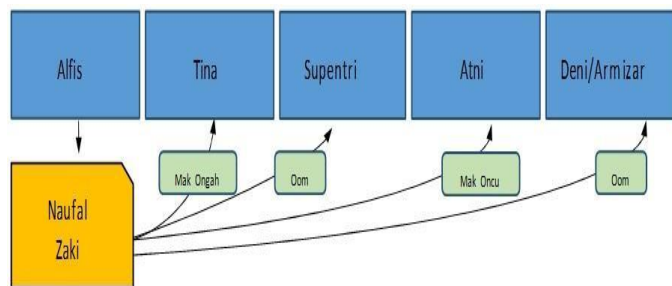 Alfis
Tina
Supentri
Atni
Deni/Armizar
Mak Ongah
Oom
Mak Oncu
Oom
Naufal
Zaki